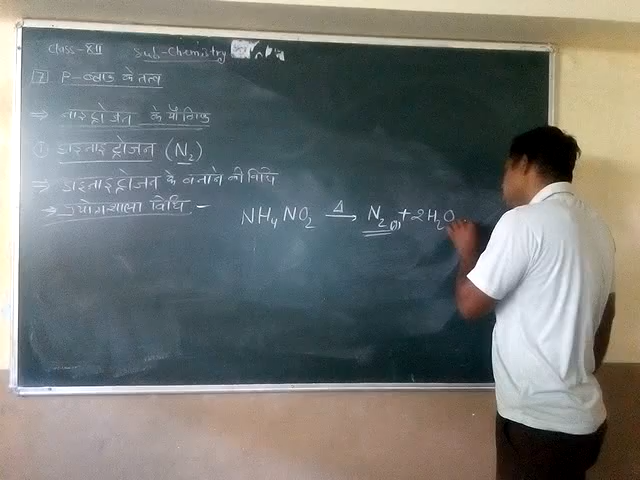 Class-XII Sub-Chemistry
7 P-ब्लाक के तत्व
⇒ नाइट्रोजन के यौगिक
① डाइनाइट्रोजन (N₂)
⇒ डाइनाइट्रोजन के बनाने की विधि
→ प्रयोगशाला विधि -
NH₄NO₂ —Δ→ N₂ + 2H₂O